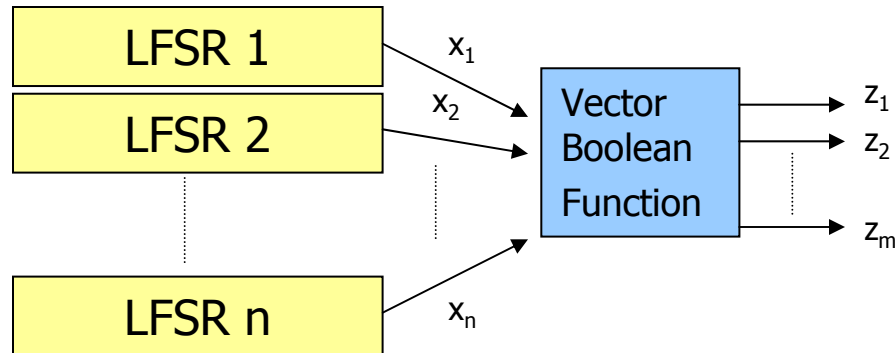 LFSR 1
LFSR 2
LFSR n
x₁
x₂
xₙ
Vector
Boolean
Function
z₁
z₂
zₘ